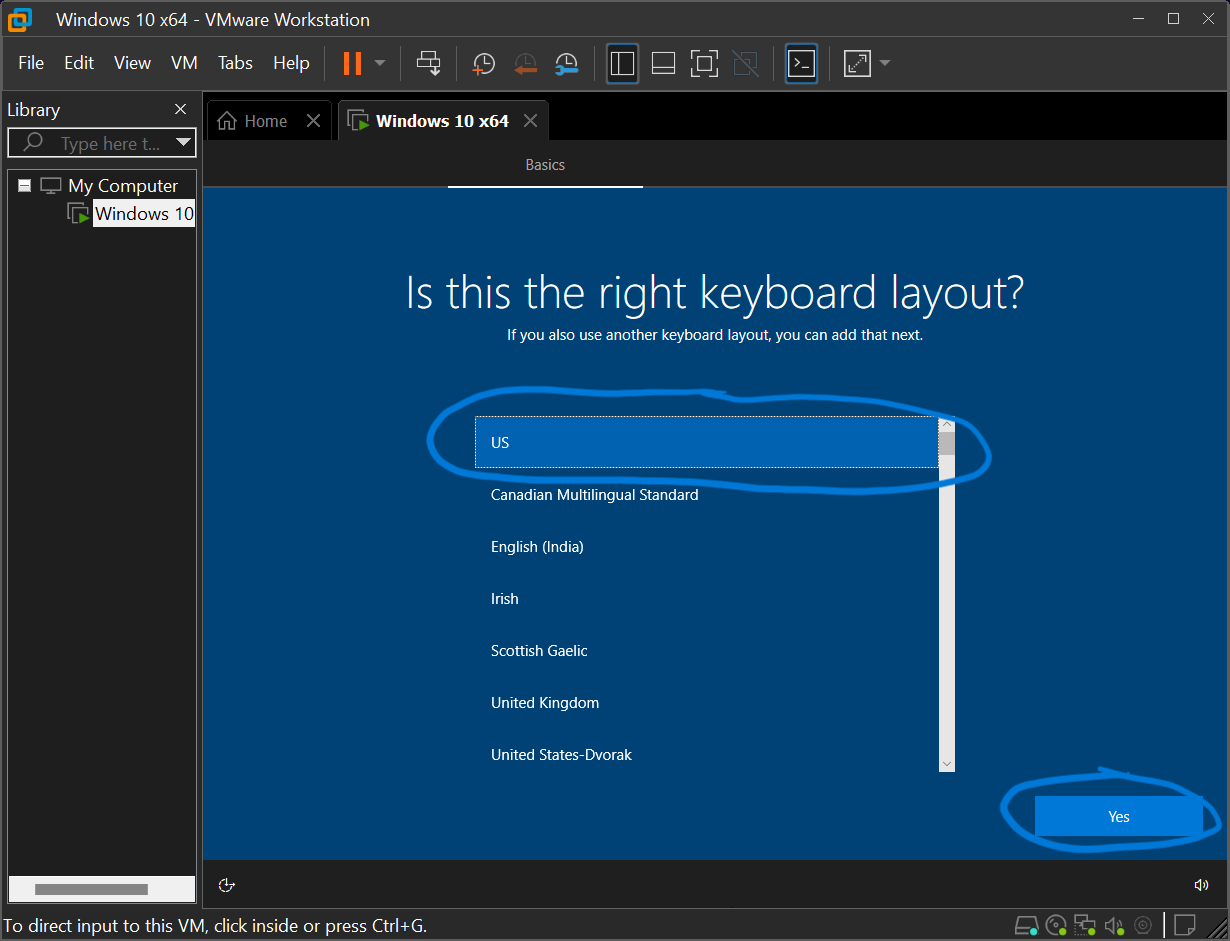 Windows 10 x64 - VMware Workstation
File Edit View VM Tabs Help
Library
Type here t...
My Computer
Windows 10
Home
Windows 10 x64
Basics
Is this the right keyboard layout?
If you also use another keyboard layout, you can add that next.
US
Canadian Multilingual Standard
English (India)
Irish
Scottish Gaelic
United Kingdom
United States-Dvorak
Yes
To direct input to this VM, click inside or press Ctrl+G.